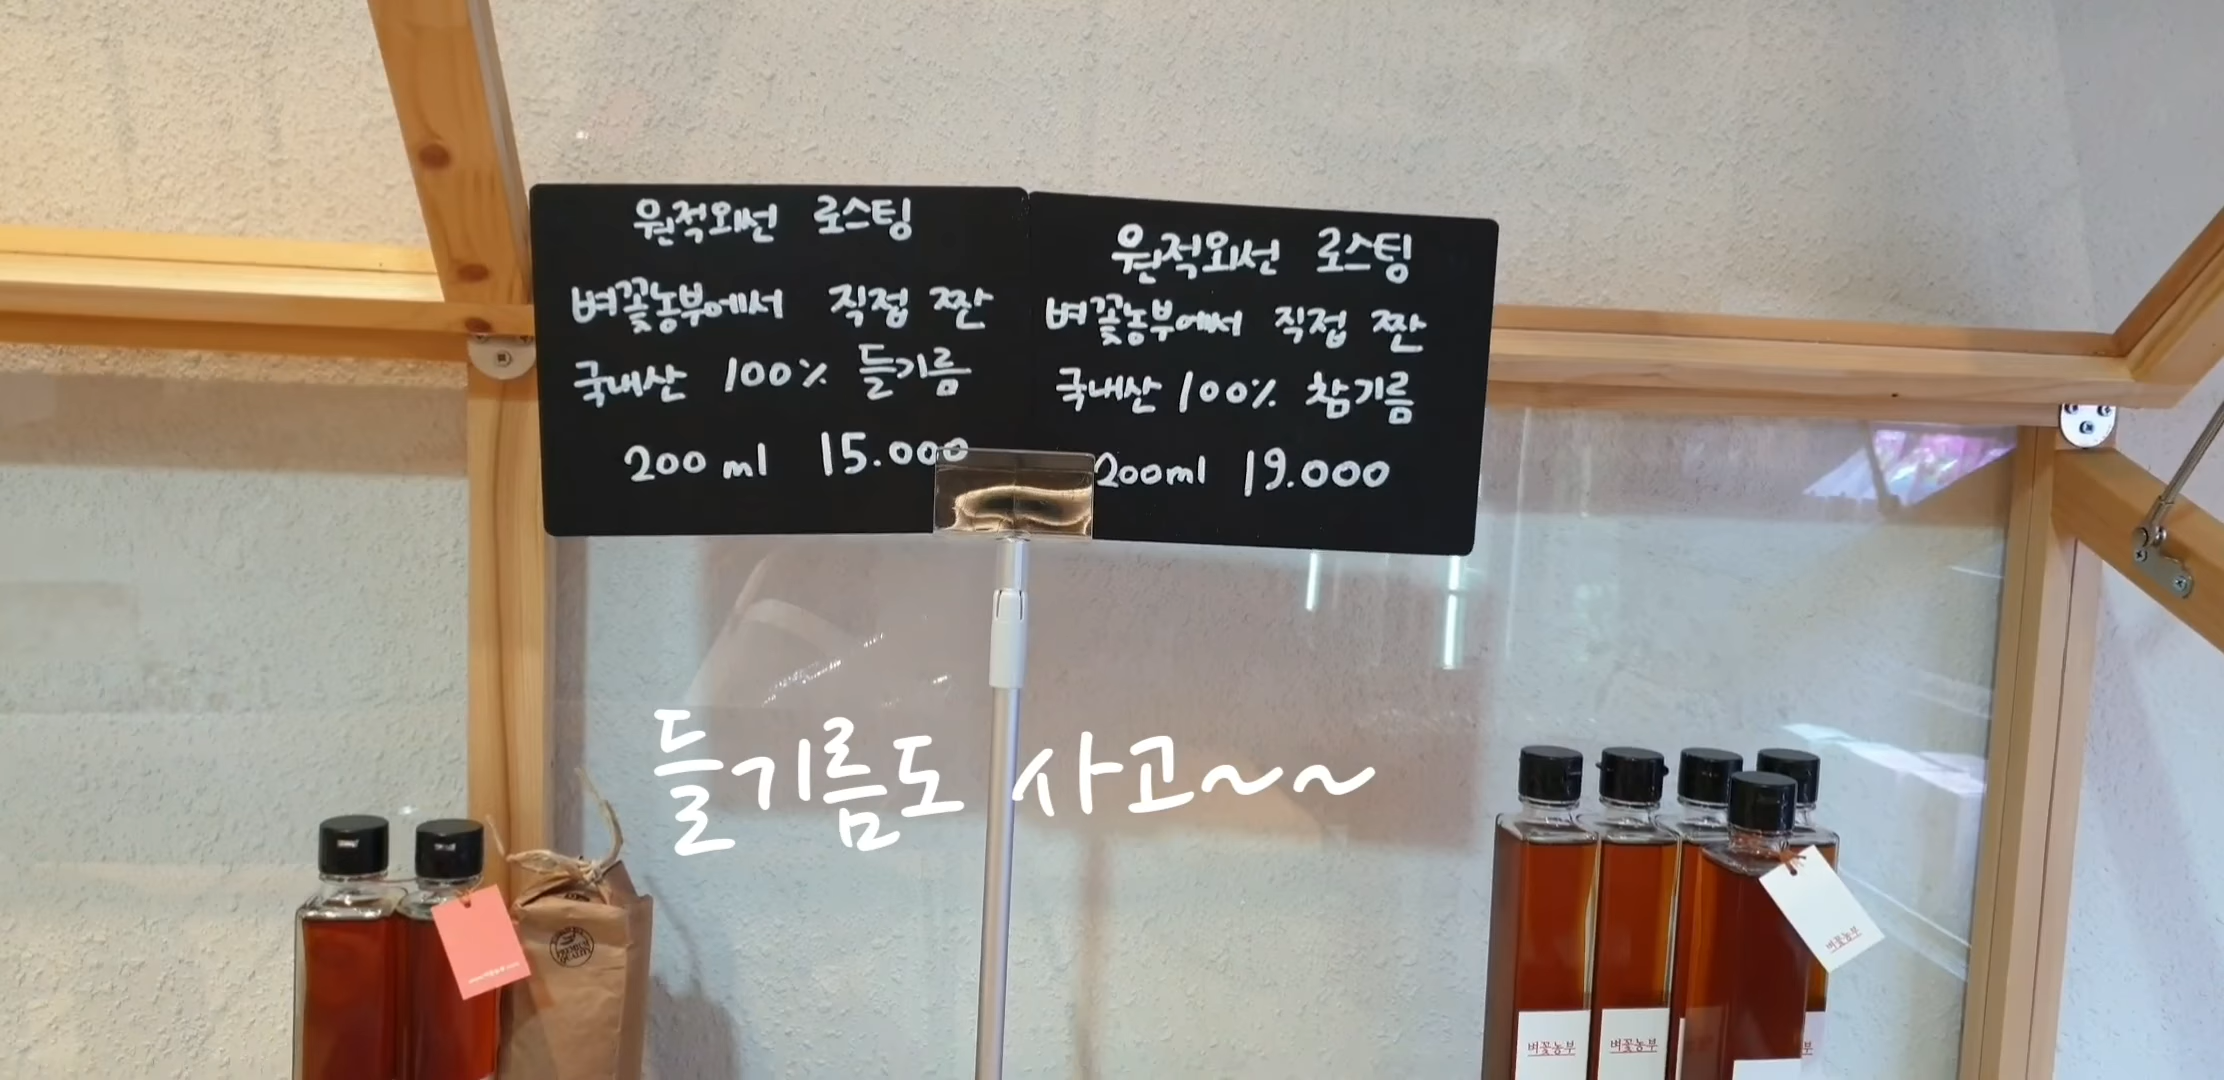 원적외선 로스팅
벼꽃농부에서 직접 짠
국내산 100% 들기름
200 ml 15.000
원적외선 로스팅
벼꽃농부에서 직접 짠
국내산 100% 참기름
200ml 19.000
들기름도 사고~~
벼꽃농부
벼꽃농부
벼꽃농부